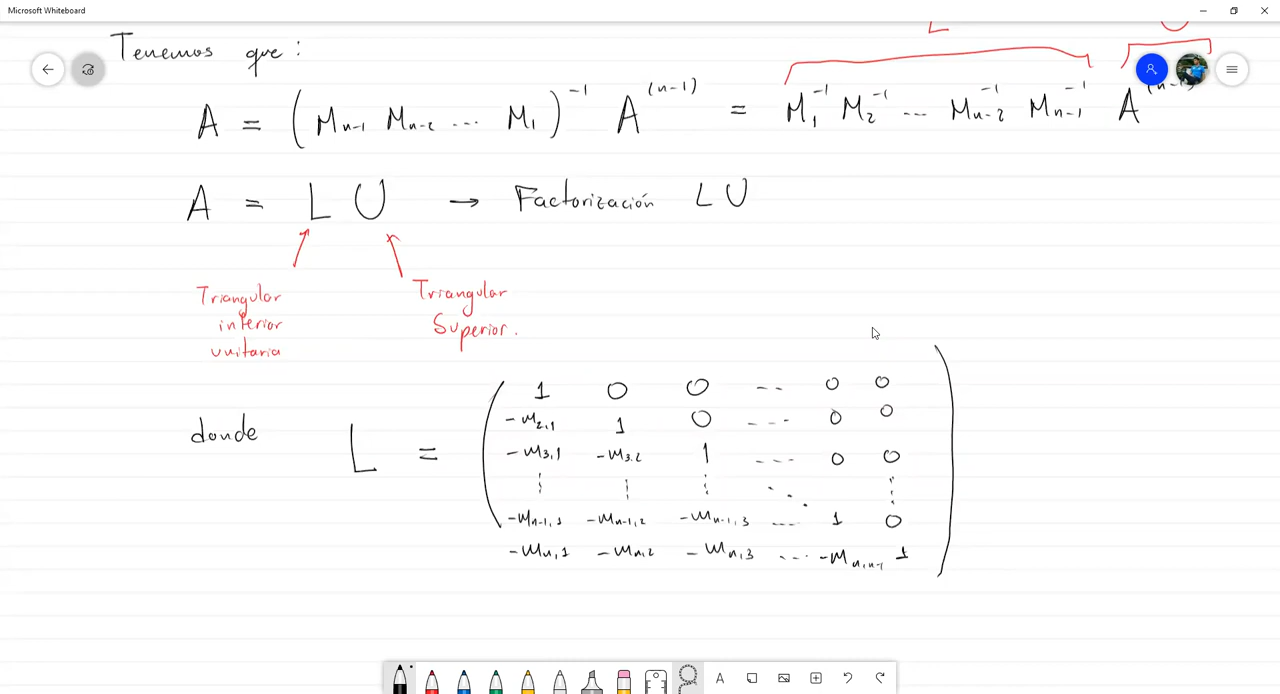 Microsoft Whiteboard
Tenemos que :
L U
A = (M_{n-1} M_{n-2} ... M_1)^{-1} A^{(n-1)} = M_1^{-1} M_2^{-1} ... M_{n-2}^{-1} M_{n-1}^{-1} A^{(n-1)}
A = L U → Factorización L U
Triangular inferior unitaria
Triangular Superior.
donde L =
1 0 0 ... 0 0
-m_{2,1} 1 0 ... 0 0
-m_{3,1} -m_{3,2} 1 ... 0 0
⋮ ⋮ ⋮ ⋱ ⋮
-m_{n-1,1} -m_{n-1,2} -m_{n-1,3} ... 1 0
-m_{n,1} -m_{n,2} -m_{n,3} ... -m_{n,n-1} 1